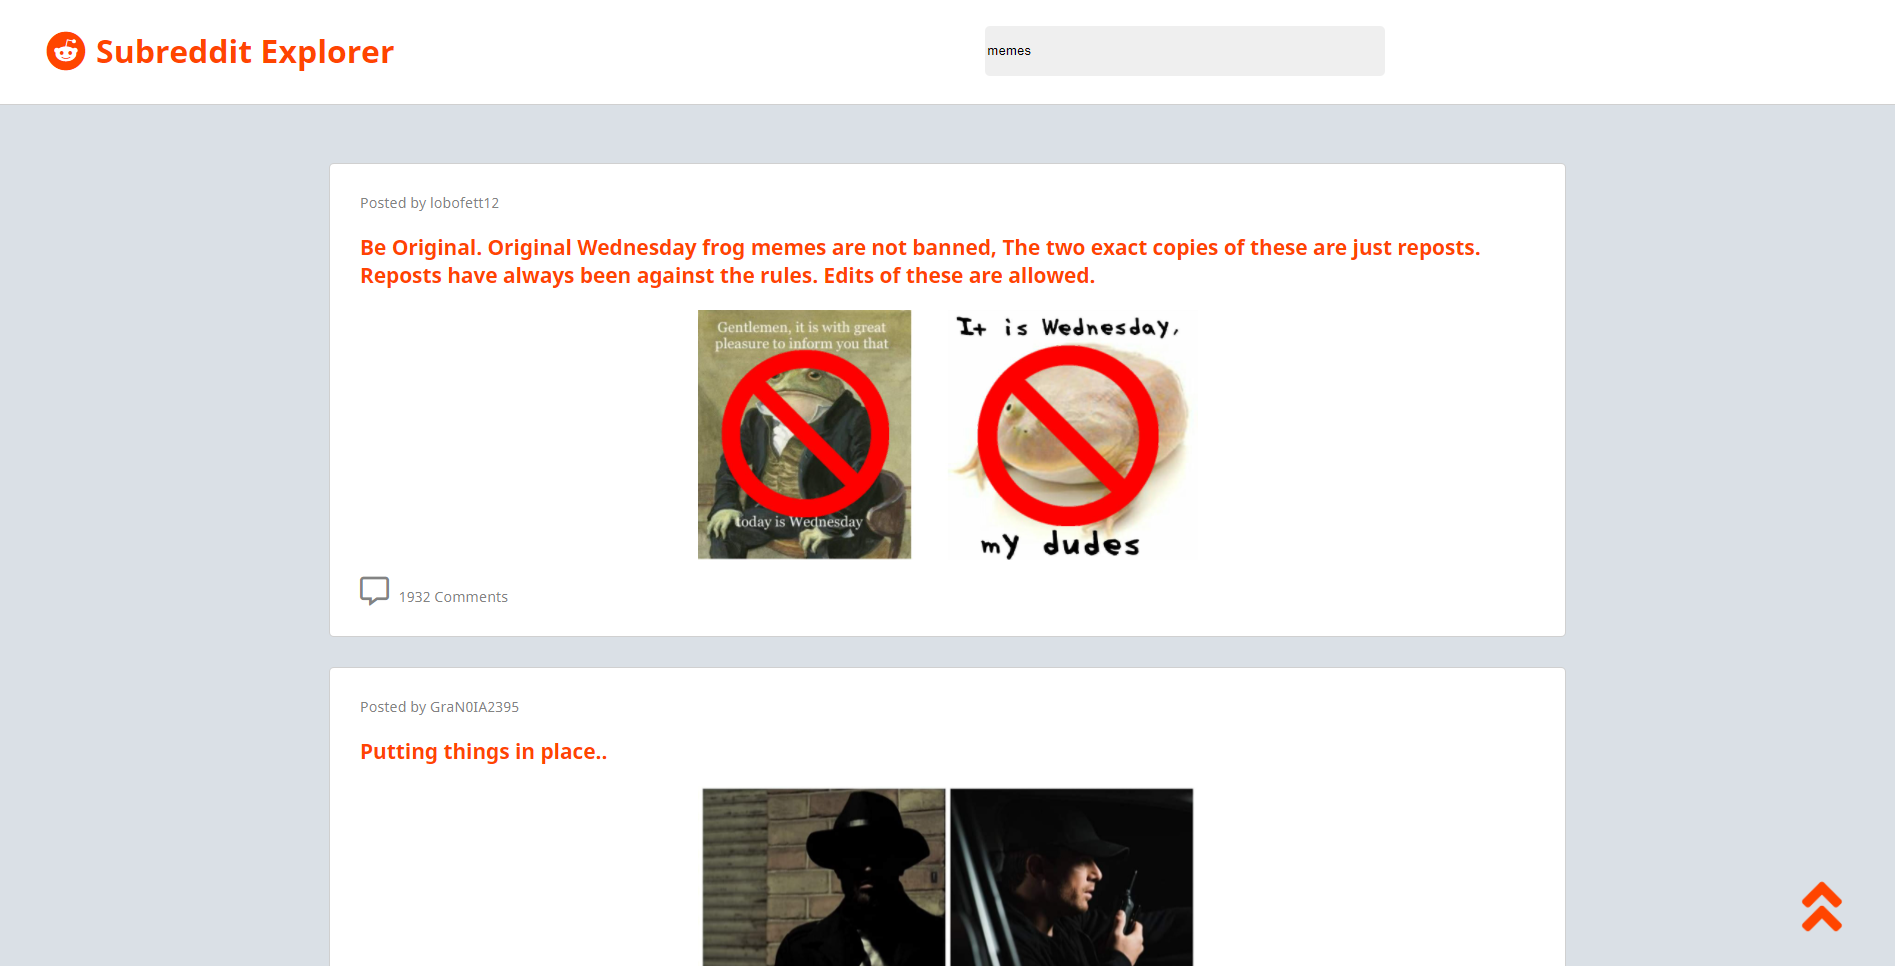 Subreddit Explorer
memes
Posted by lobofett12
Be Original. Original Wednesday frog memes are not banned, The two exact copies of these are just reposts.
Reposts have always been against the rules. Edits of these are allowed.
Gentlemen, it is with great
pleasure to inform you that
today is Wednesday
It is Wednesday,
my dudes
1932 Comments
Posted by GraN0IA2395
Putting things in place..